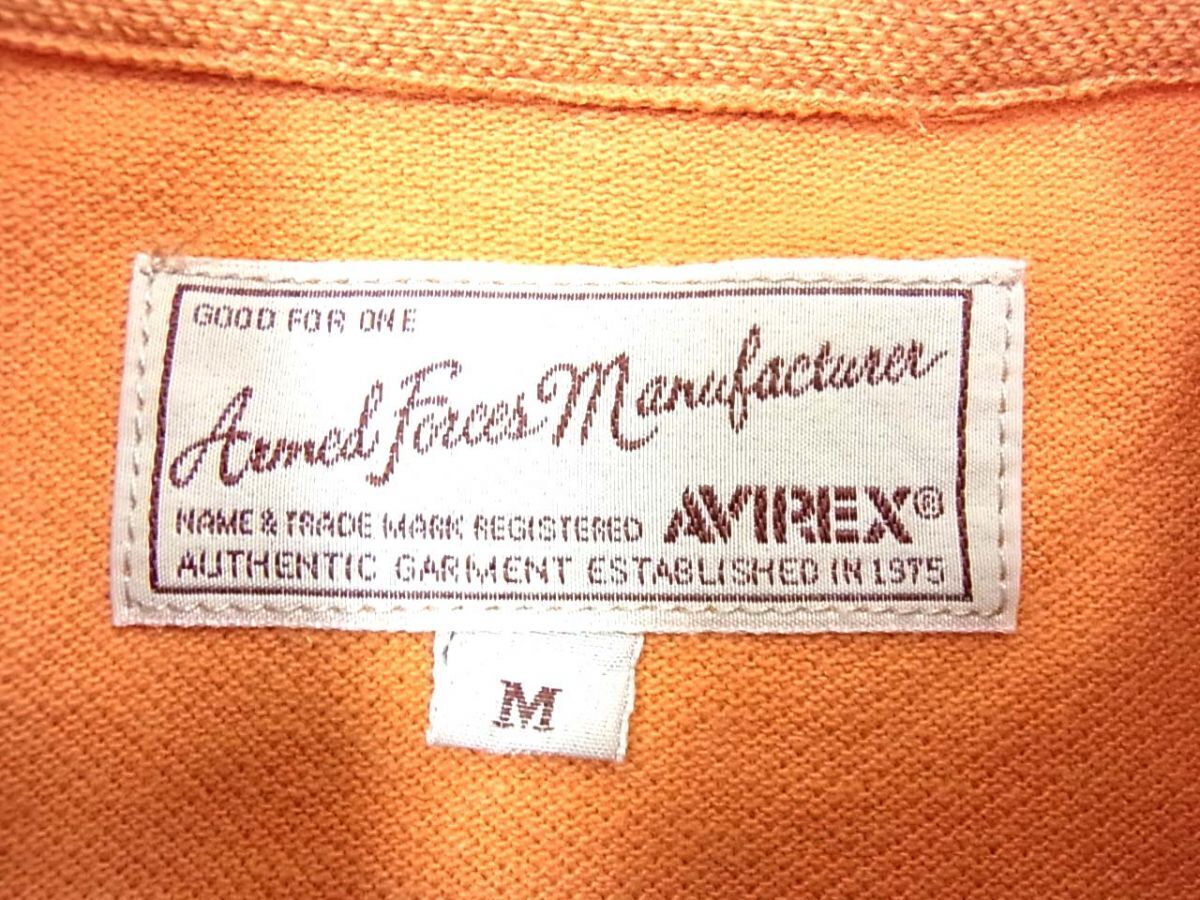 GOOD FOR ONE
Armed Forces Manufacturer
NAME & TRADE MARK REGISTERED AVIREX®
AUTHENTIC GARMENT ESTABLISHED IN 1975
M